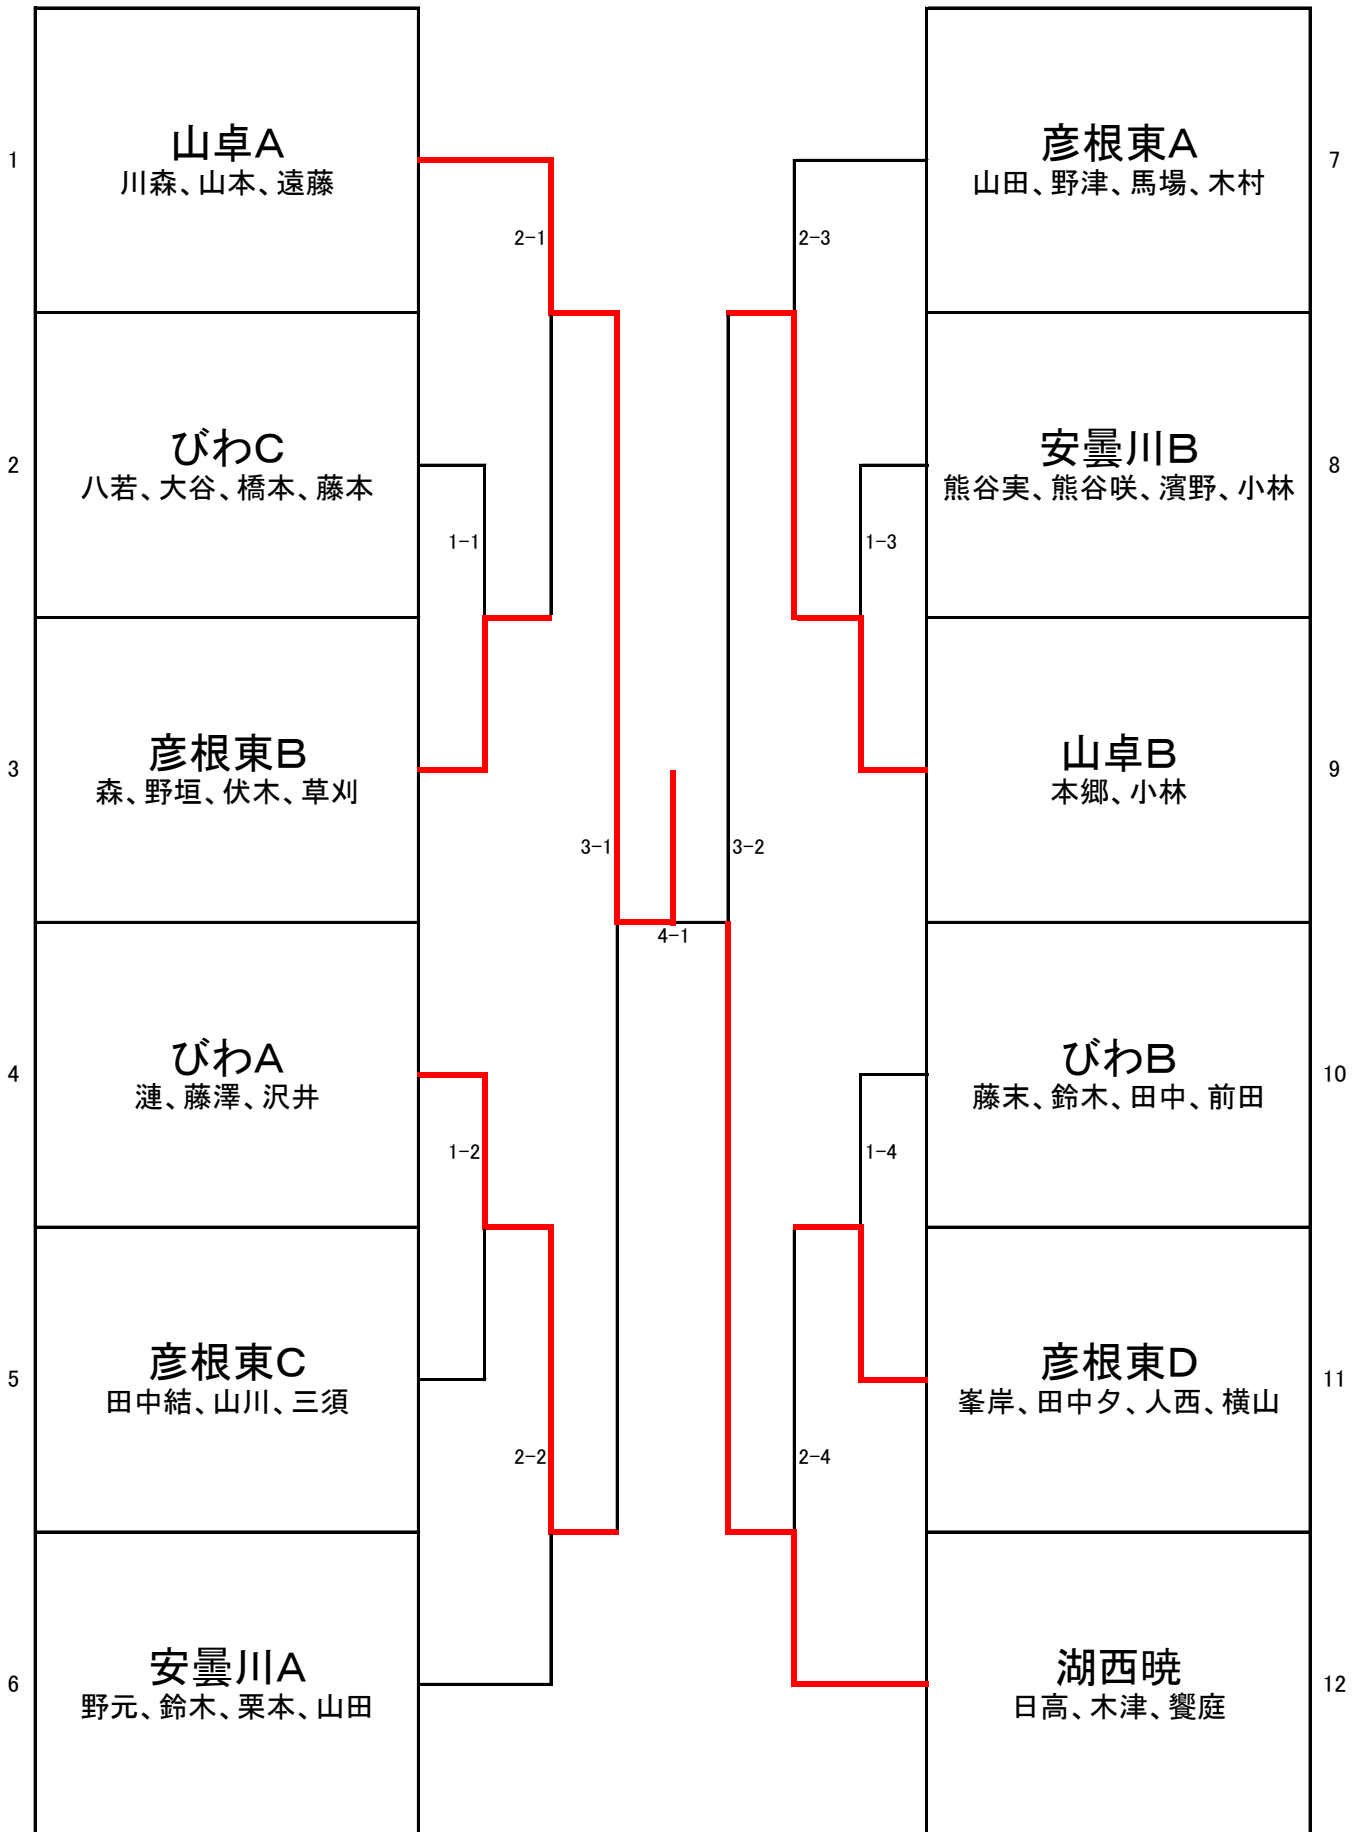 1
山卓A
川森、山本、遠藤
2
びわC
八若、大谷、橋本、藤本
3
彦根東B
森、野垣、伏木、草刈
4
びわA
漣、藤澤、沢井
5
彦根東C
田中結、山川、三須
6
安曇川A
野元、鈴木、栗本、山田
2-1
1-1
3-1
1-2
2-2
4-1
2-3
1-3
3-2
1-4
2-4
彦根東A
山田、野津、馬場、木村
7
安曇川B
熊谷実、熊谷咲、濱野、小林
8
山卓B
本郷、小林
9
びわB
藤末、鈴木、田中、前田
10
彦根東D
峯岸、田中夕、人西、横山
11
湖西暁
日高、木津、饗庭
12